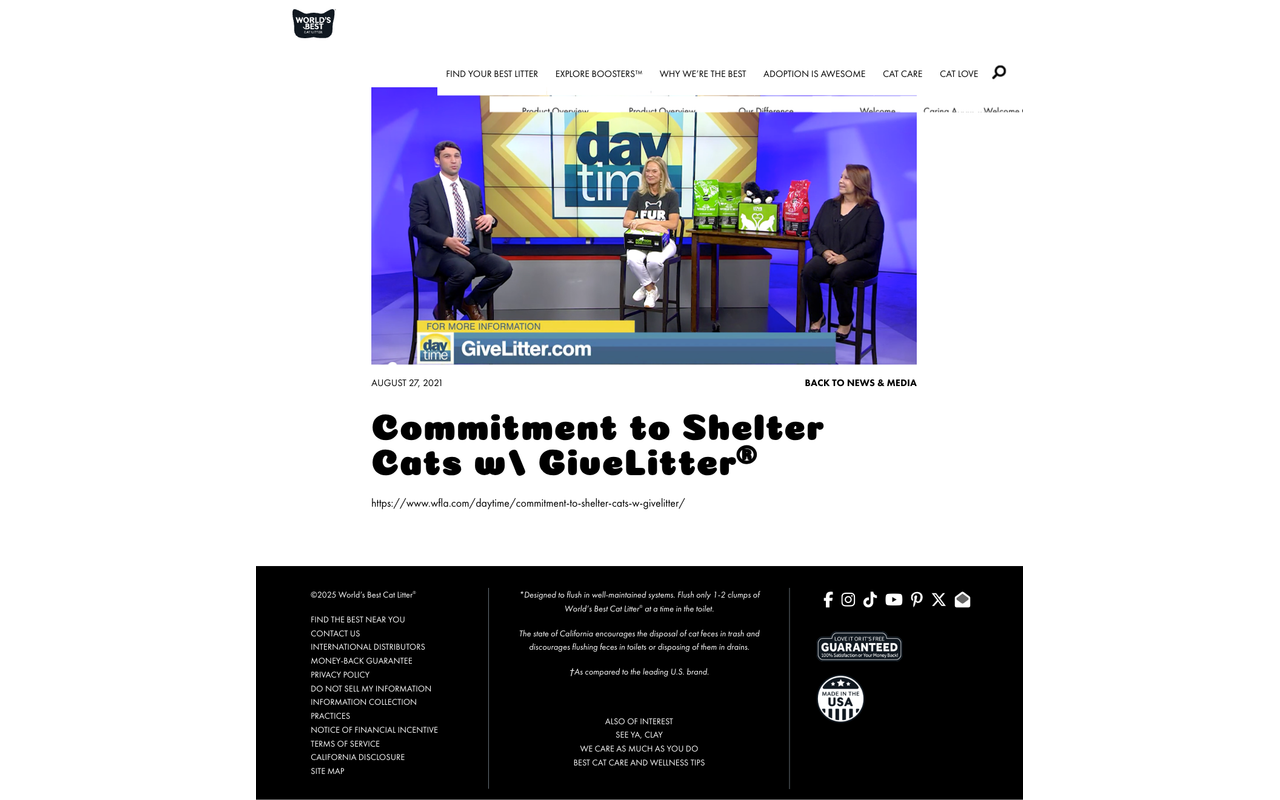 WORLD'S
BEST
CAT LITTER
FIND YOUR BEST LITTER EXPLORE BOOSTERS™ WHY WE'RE THE BEST ADOPTION IS AWESOME CAT CARE CAT LOVE
Product Overview Product Overview Our Difference Welcome Caring A Welcome
day
time
FUR
FOR MORE INFORMATION
day
time
GiveLitter.com
AUGUST 27, 2021 BACK TO NEWS & MEDIA
Commitment to Shelter
Cats w\ GiveLitter®
https://www.wfla.com/daytime/commitment-to-shelter-cats-w-givelitter/
©2025 World's Best Cat Litter®
FIND THE BEST NEAR YOU
CONTACT US
INTERNATIONAL DISTRIBUTORS
MONEY-BACK GUARANTEE
PRIVACY POLICY
DO NOT SELL MY INFORMATION
INFORMATION COLLECTION
PRACTICES
NOTICE OF FINANCIAL INCENTIVE
TERMS OF SERVICE
CALIFORNIA DISCLOSURE
SITE MAP
*Designed to flush in well-maintained systems. Flush only 1-2 clumps of
World's Best Cat Litter® at a time in the toilet.
The state of California encourages the disposal of cat feces in trash and
discourages flushing feces in toilets or disposing of them in drains.
†As compared to the leading U.S. brand.
ALSO OF INTEREST
SEE YA, CLAY
WE CARE AS MUCH AS YOU DO
BEST CAT CARE AND WELLNESS TIPS
LOVE IT OR IT'S FREE
GUARANTEED
100% Satisfaction or Your Money Back!
MADE IN THE
USA